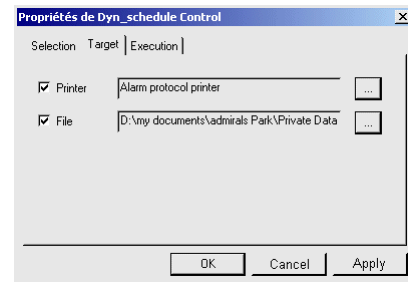 Propriétés de Dyn_schedule Control
Selection Target Execution
Printer Alarm protocol printer ...
File D:\my documents\admirals Park\Private Data ...
OK Cancel Apply